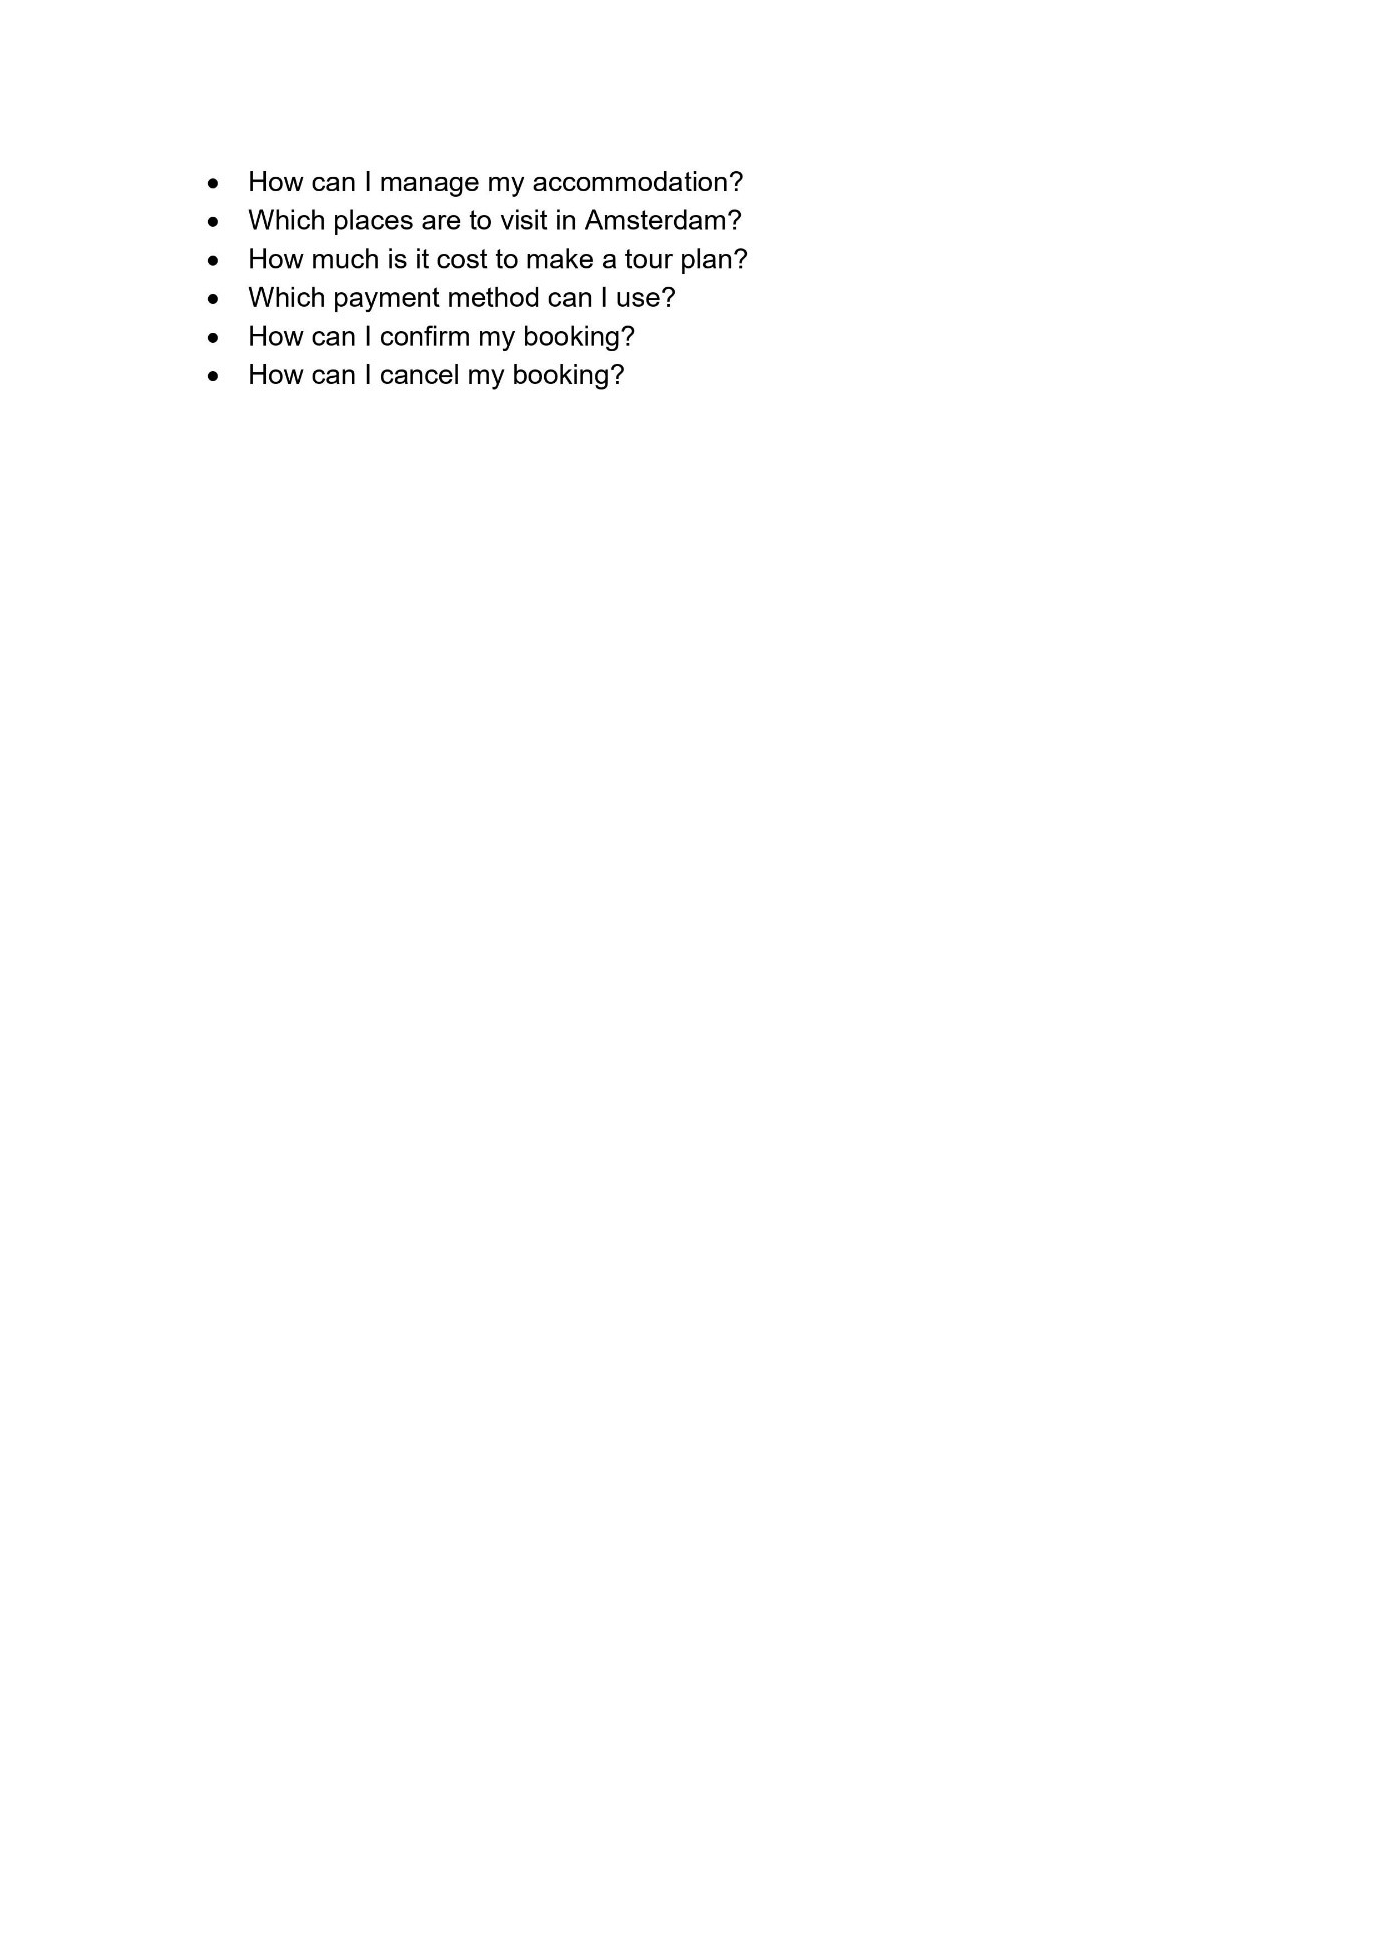 • How can I manage my accommodation?
• Which places are to visit in Amsterdam?
• How much is it cost to make a tour plan?
• Which payment method can I use?
• How can I confirm my booking?
• How can I cancel my booking?